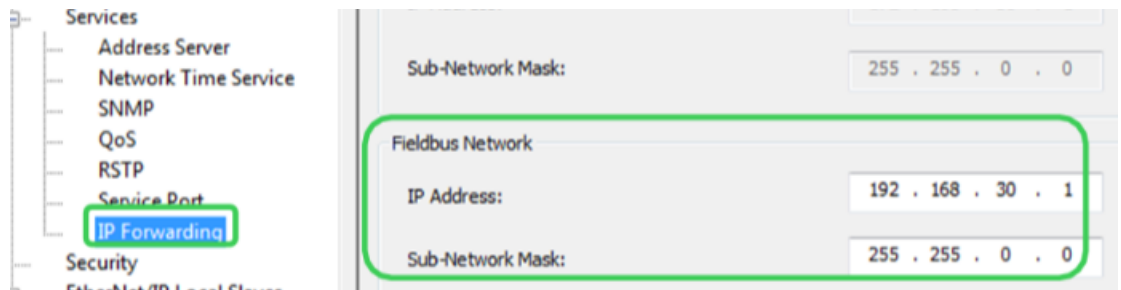 Services
Address Server
Network Time Service
SNMP
QoS
RSTP
Service Port
IP Forwarding
Security
Sub-Network Mask: 255 . 255 . 0 . 0
Fieldbus Network
IP Address: 192 . 168 . 30 . 1
Sub-Network Mask: 255 . 255 . 0 . 0